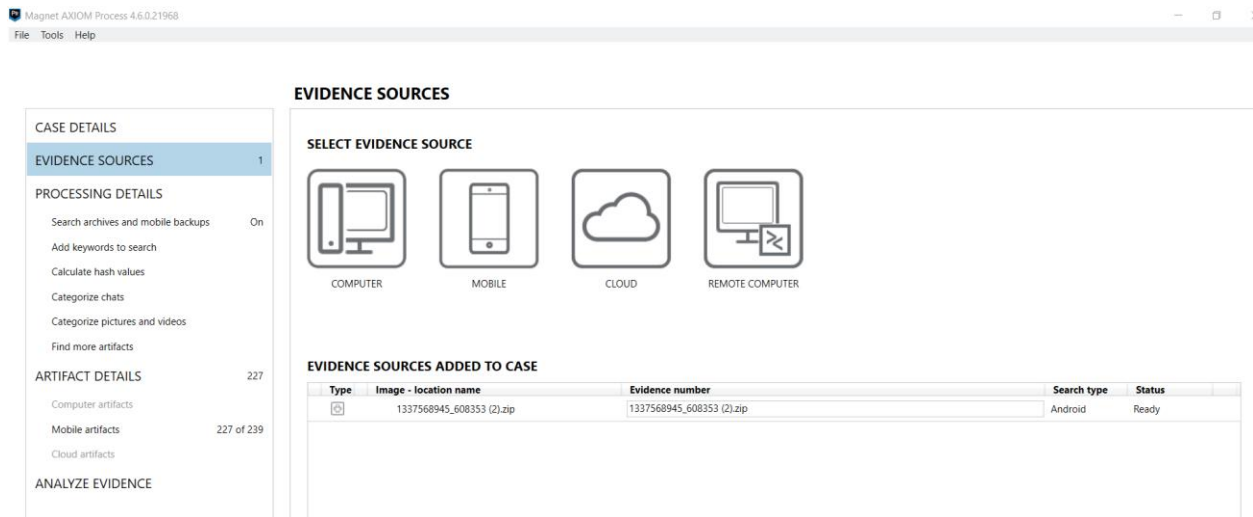 Magnet AXIOM Process 4.6.0.21968
File Tools Help
EVIDENCE SOURCES
CASE DETAILS
EVIDENCE SOURCES 1
PROCESSING DETAILS
Search archives and mobile backups On
Add keywords to search
Calculate hash values
Categorize chats
Categorize pictures and videos
Find more artifacts
ARTIFACT DETAILS 227
Computer artifacts
Mobile artifacts 227 of 239
Cloud artifacts
ANALYZE EVIDENCE
SELECT EVIDENCE SOURCE
COMPUTER MOBILE CLOUD REMOTE COMPUTER
EVIDENCE SOURCES ADDED TO CASE
Type Image - location name Evidence number Search type Status
1337568945_608353 (2).zip 1337568945_608353 (2).zip Android Ready